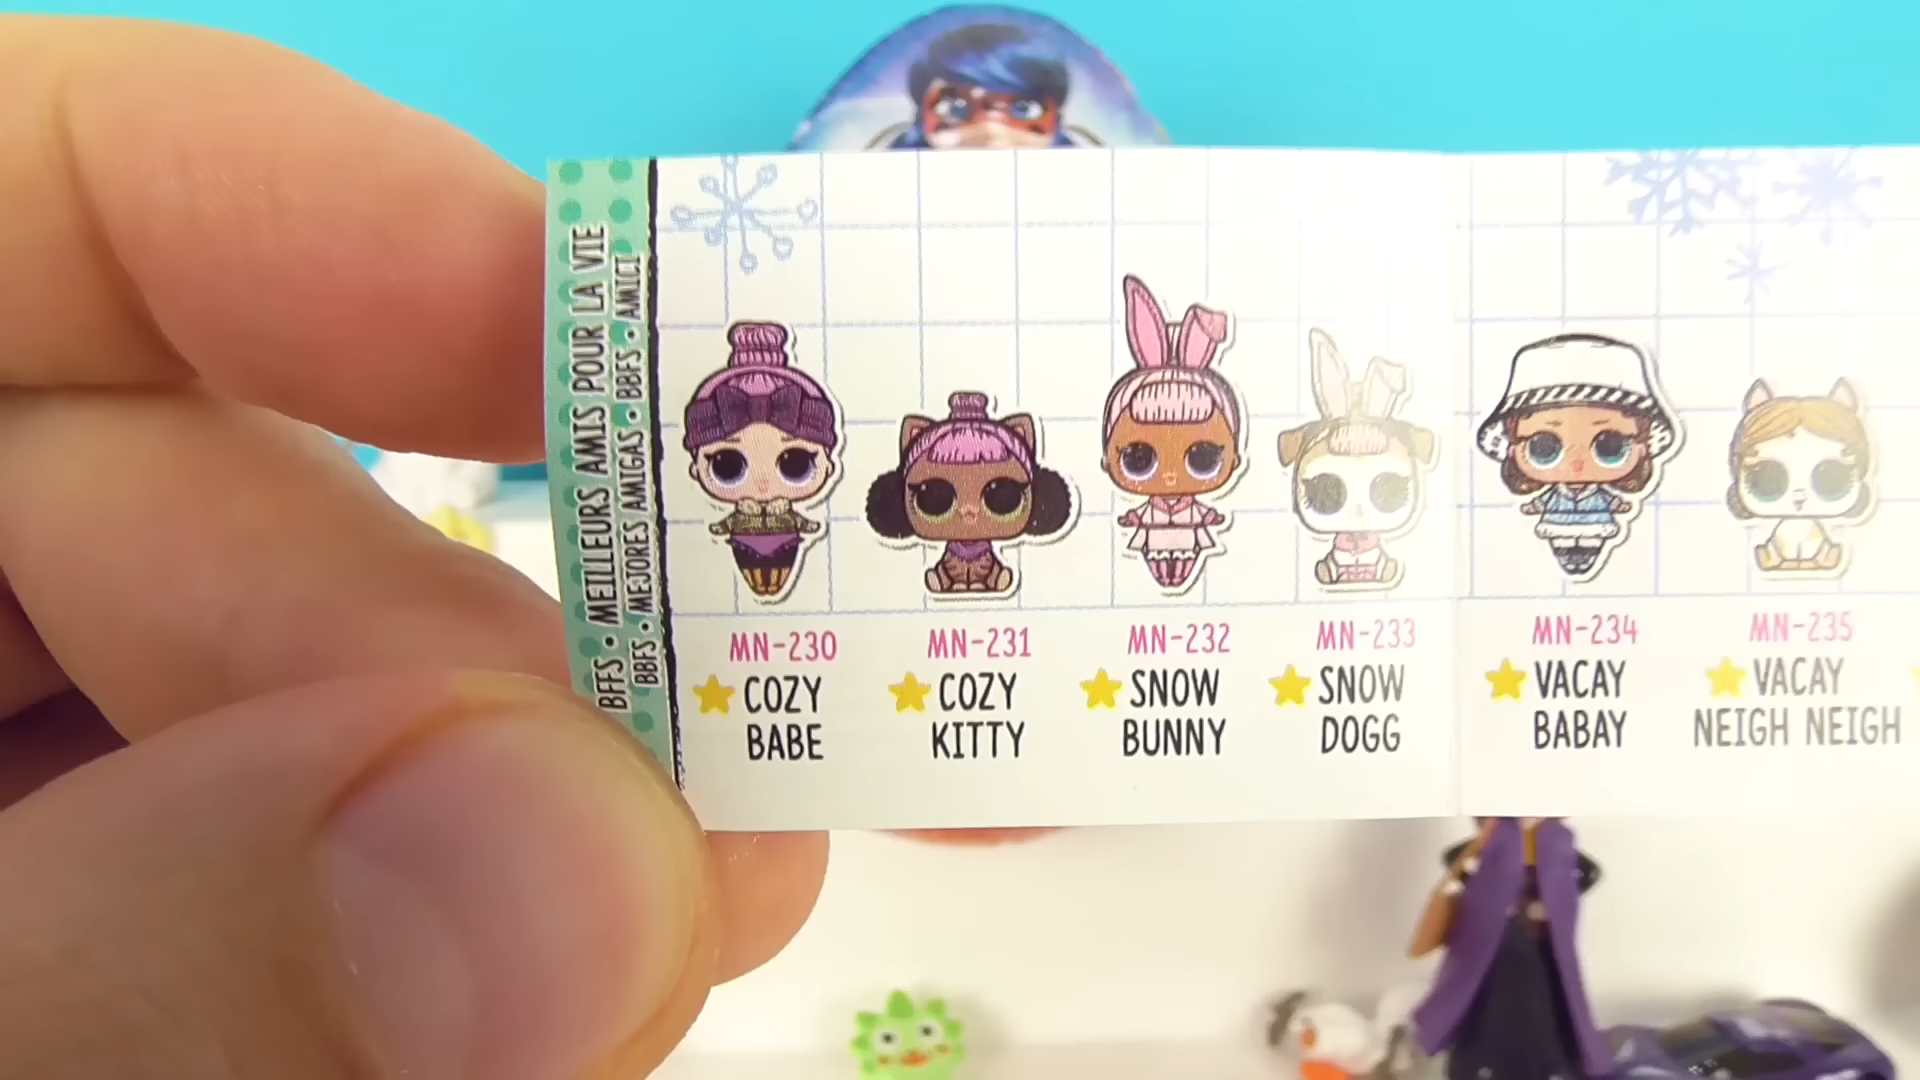 BFFS • MEILLEURS AMIS POUR LA VIE
BBFS • MEJORES AMIGAS • BBFS • AMICI
MN-230
COZY
BABE
MN-231
COZY
KITTY
MN-232
SNOW
BUNNY
MN-233
SNOW
DOGG
MN-234
VACAY
BABAY
MN-235
VACAY
NEIGH NEIGH